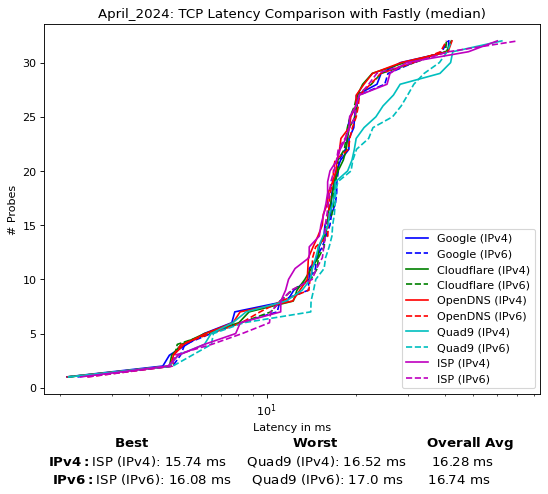 April_2024: TCP Latency Comparison with Fastly (median)
# Probes
30
25
20
15
10
5
0
Google (IPv4)
Google (IPv6)
Cloudflare (IPv4)
Cloudflare (IPv6)
OpenDNS (IPv4)
OpenDNS (IPv6)
Quad9 (IPv4)
Quad9 (IPv6)
ISP (IPv4)
ISP (IPv6)
10¹
Latency in ms
Best Worst Overall Avg
IPv4: ISP (IPv4): 15.74 ms Quad9 (IPv4): 16.52 ms 16.28 ms
IPv6: ISP (IPv6): 16.08 ms Quad9 (IPv6): 17.0 ms 16.74 ms